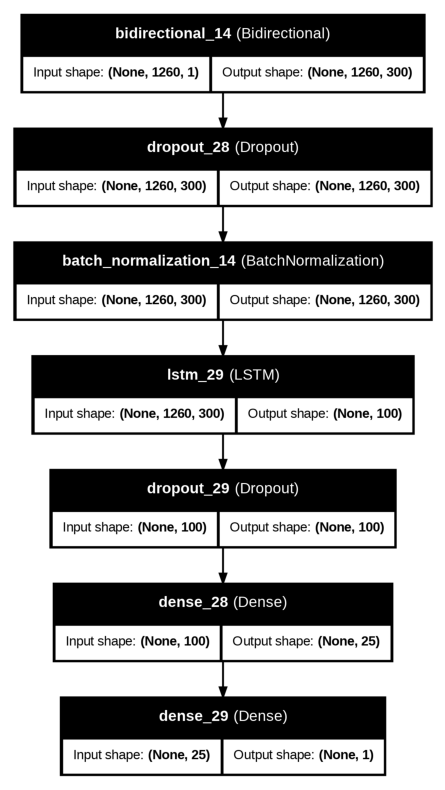 bidirectional_14 (Bidirectional)
Input shape: (None, 1260, 1) Output shape: (None, 1260, 300)
dropout_28 (Dropout)
Input shape: (None, 1260, 300) Output shape: (None, 1260, 300)
batch_normalization_14 (BatchNormalization)
Input shape: (None, 1260, 300) Output shape: (None, 1260, 300)
lstm_29 (LSTM)
Input shape: (None, 1260, 300) Output shape: (None, 100)
dropout_29 (Dropout)
Input shape: (None, 100) Output shape: (None, 100)
dense_28 (Dense)
Input shape: (None, 100) Output shape: (None, 25)
dense_29 (Dense)
Input shape: (None, 25) Output shape: (None, 1)